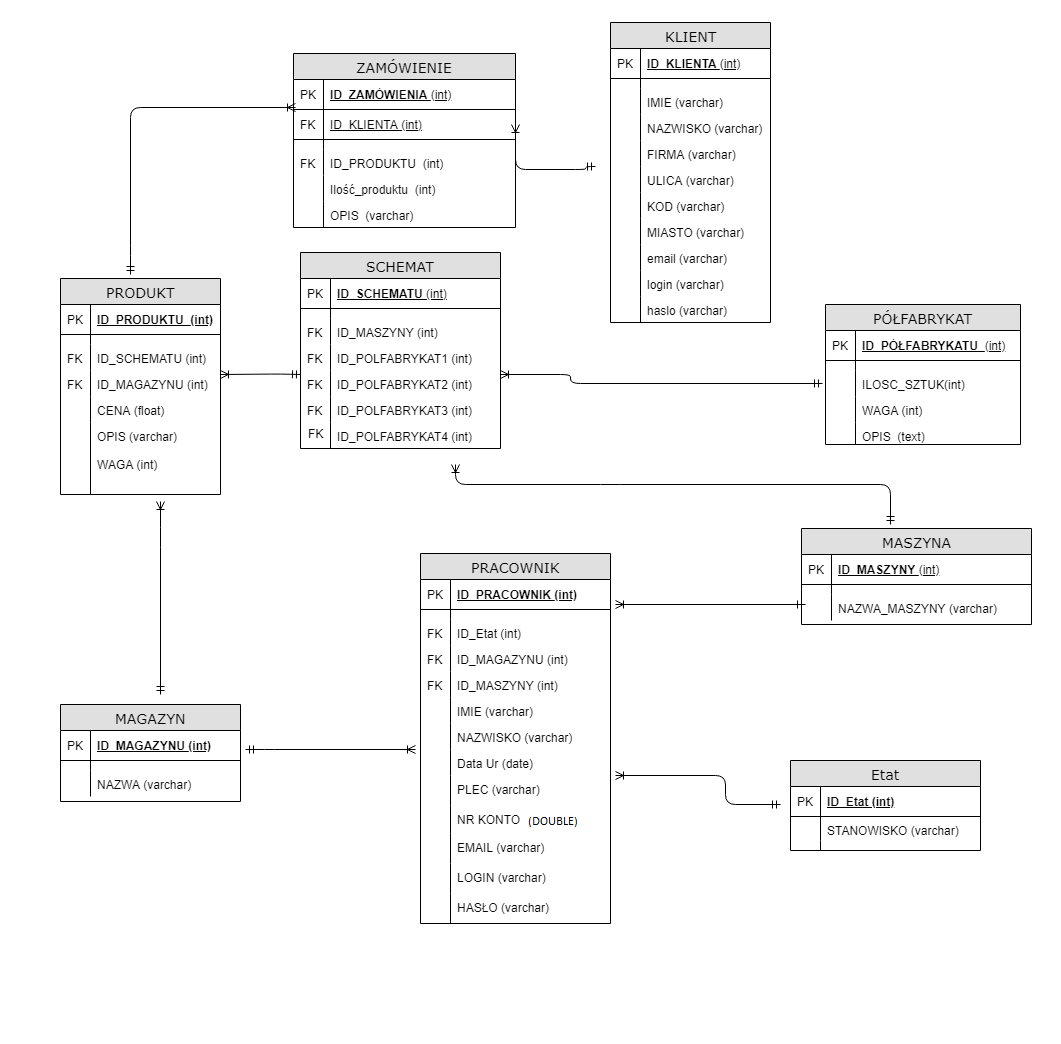 KLIENT
PK ID_KLIENTA (int)
IMIE (varchar)
NAZWISKO (varchar)
FIRMA (varchar)
ULICA (varchar)
KOD (varchar)
MIASTO (varchar)
email (varchar)
login (varchar)
haslo (varchar)
ZAMÓWIENIE
PK ID_ZAMÓWIENIA (int)
FK ID_KLIENTA (int)
FK ID_PRODUKTU (int)
Ilość_produktu (int)
OPIS (varchar)
SCHEMAT
PK ID_SCHEMATU (int)
FK ID_MASZYNY (int)
FK ID_POLFABRYKAT1 (int)
FK ID_POLFABRYKAT2 (int)
FK ID_POLFABRYKAT3 (int)
FK ID_POLFABRYKAT4 (int)
PRODUKT
PK ID_PRODUKTU (int)
FK ID_SCHEMATU (int)
FK ID_MAGAZYNU (int)
CENA (float)
OPIS (varchar)
WAGA (int)
PÓŁFABRYKAT
PK ID_PÓŁFABRYKATU (int)
ILOSC_SZTUK(int)
WAGA (int)
OPIS (text)
MASZYNA
PK ID_MASZYNY (int)
NAZWA_MASZYNY (varchar)
PRACOWNIK
PK ID_PRACOWNIK (int)
FK ID_Etat (int)
FK ID_MAGAZYNU (int)
FK ID_MASZYNY (int)
IMIE (varchar)
NAZWISKO (varchar)
Data Ur (date)
PLEC (varchar)
NR KONTO (DOUBLE)
EMAIL (varchar)
LOGIN (varchar)
HASŁO (varchar)
MAGAZYN
PK ID_MAGAZYNU (int)
NAZWA (varchar)
Etat
PK ID_Etat (int)
STANOWISKO (varchar)